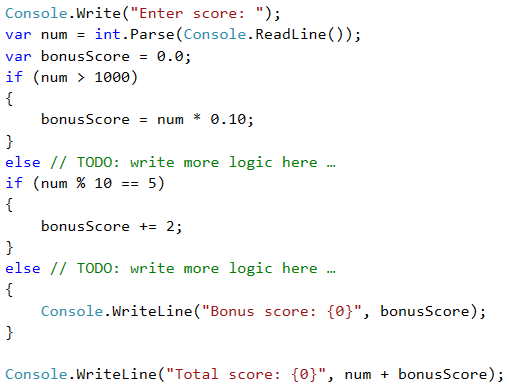 Console.Write("Enter score: ");
var num = int.Parse(Console.ReadLine());
var bonusScore = 0.0;
if (num > 1000)
{
    bonusScore = num * 0.10;
}
else // TODO: write more logic here …
if (num % 10 == 5)
{
    bonusScore += 2;
}
else // TODO: write more logic here …
{
    Console.WriteLine("Bonus score: {0}", bonusScore);
}

Console.WriteLine("Total score: {0}", num + bonusScore);